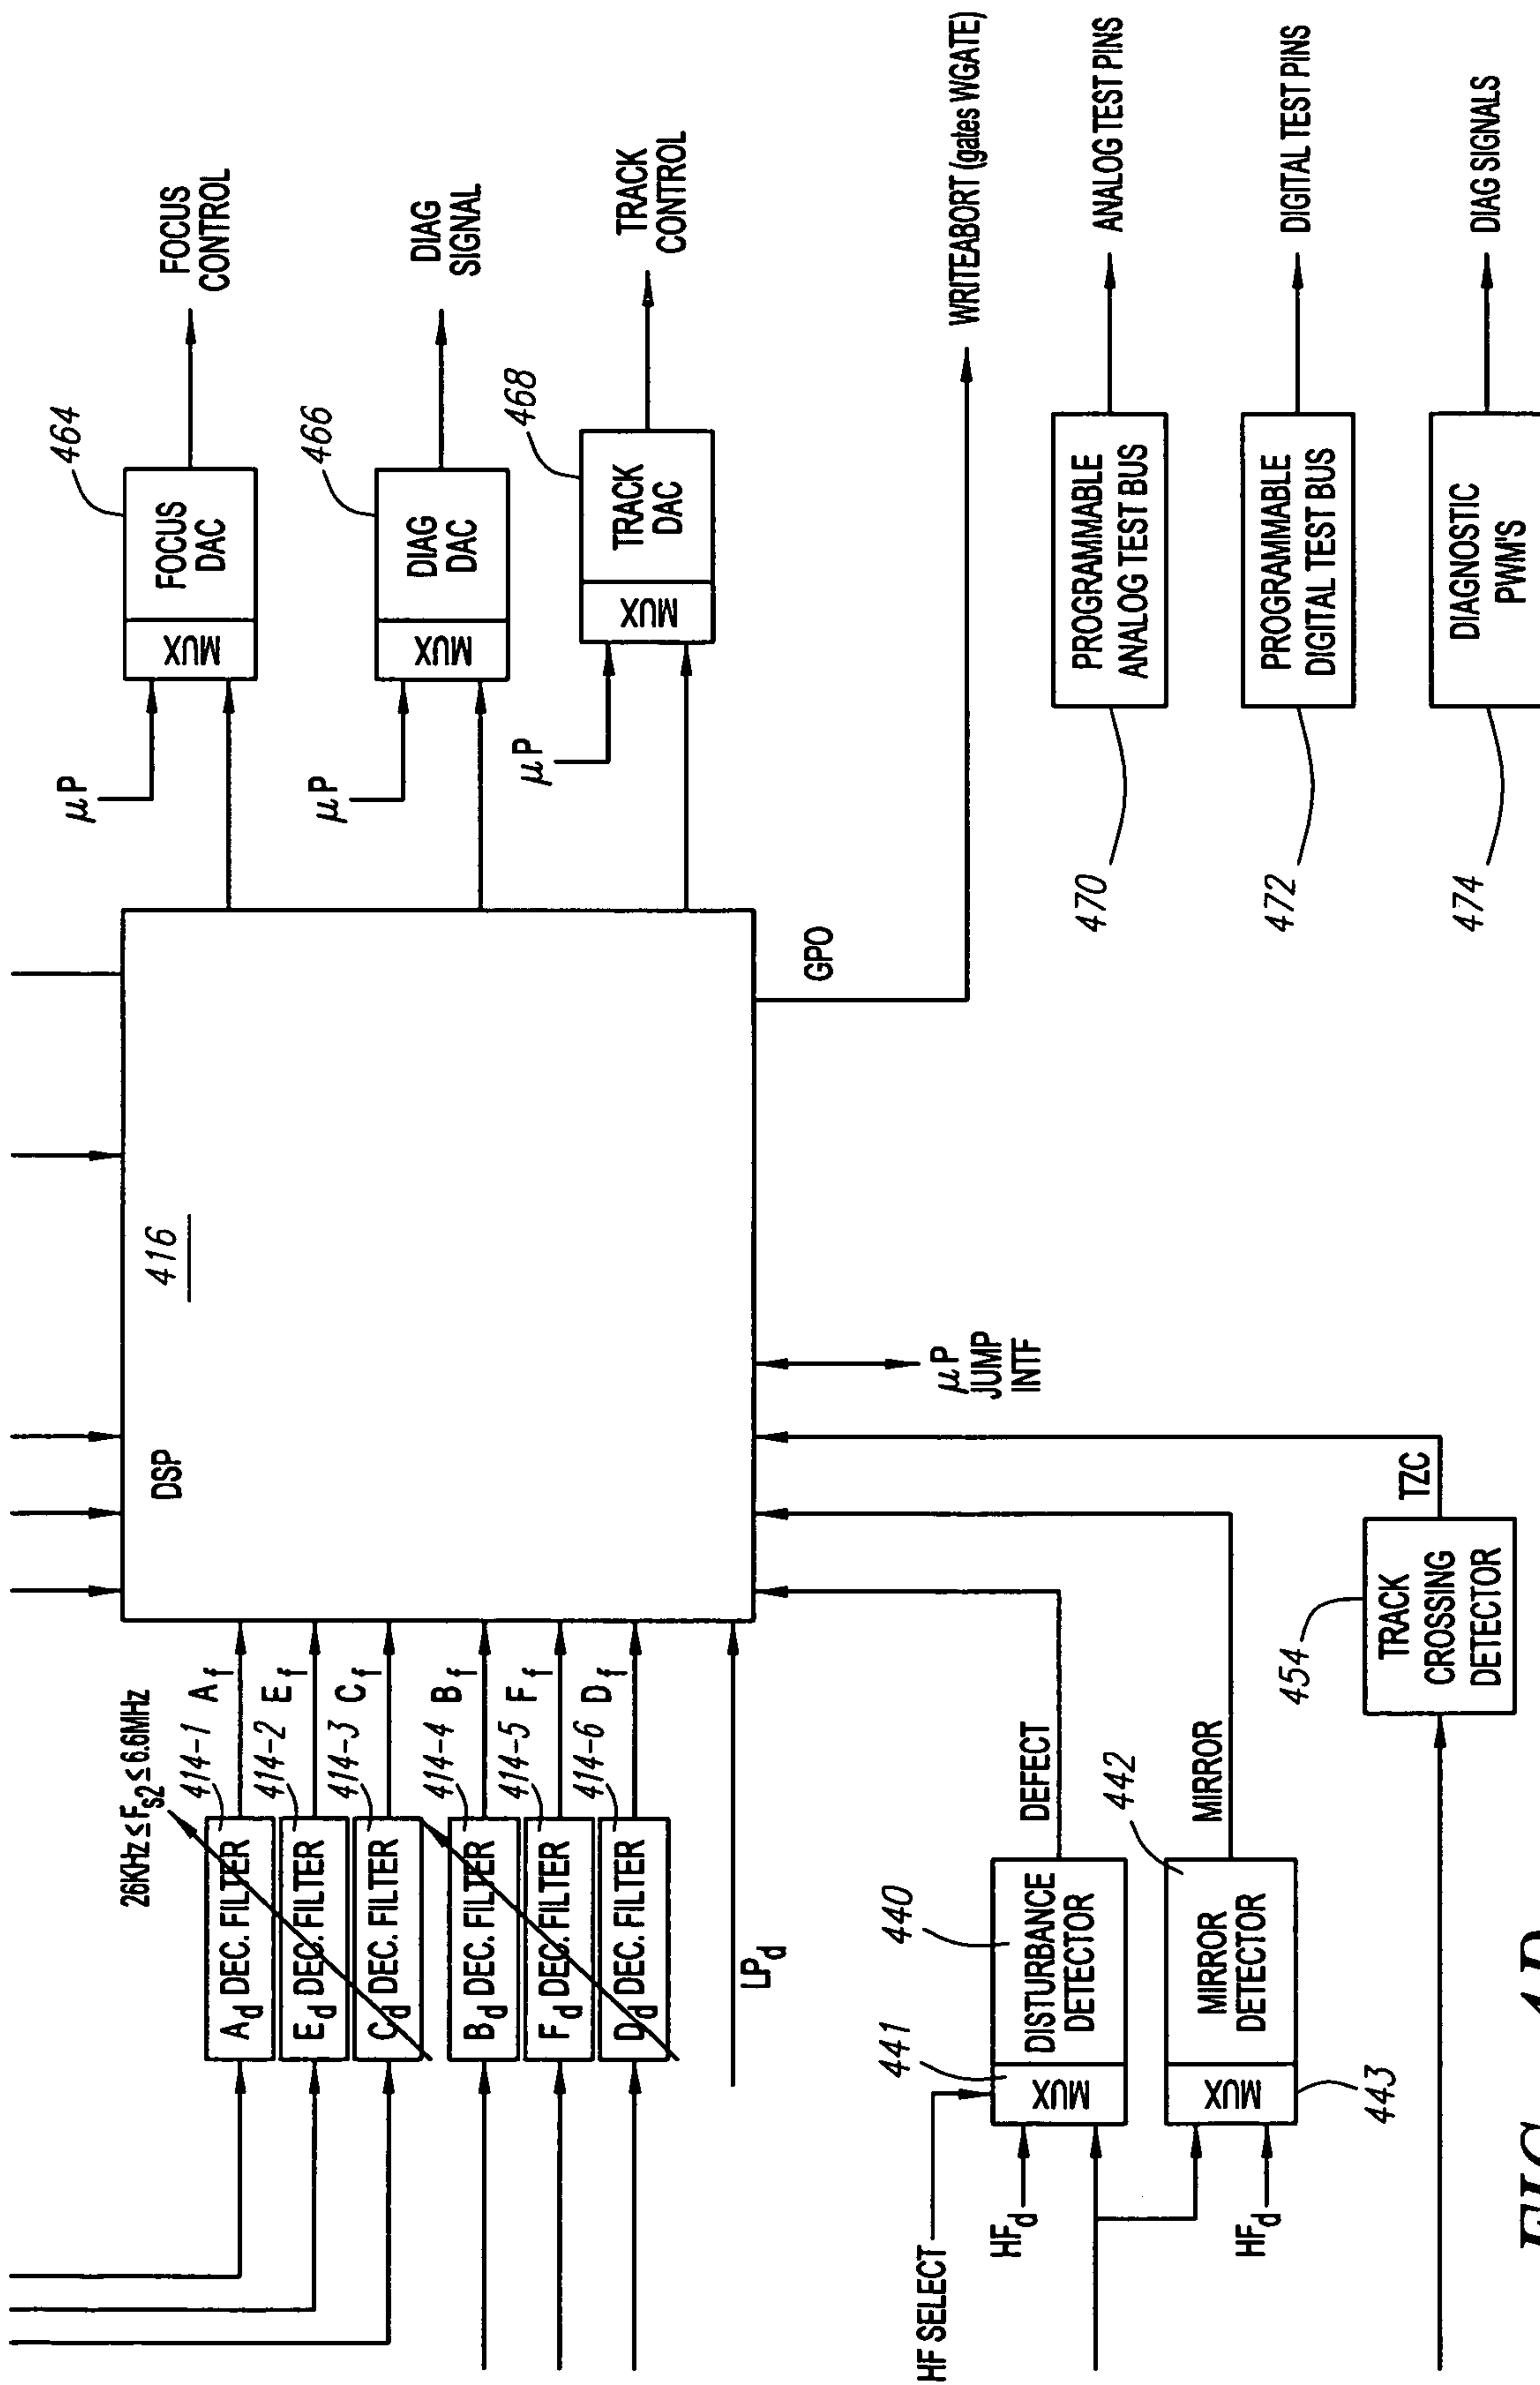 26KHz ≤ F_s2 ≤ 6.6MHz
A_d DEC. FILTER
414-1
A_f
E_d DEC. FILTER
414-2
E_f
C_d DEC. FILTER
414-3
C_f
B_d DEC. FILTER
414-4
B_f
F_d DEC. FILTER
414-5
F_f
D_d DEC. FILTER
414-6
D_f
LP_d
DSP
416
μP
MUX
FOCUS
DAC
464
FOCUS
CONTROL
μP
MUX
DIAG
DAC
466
DIAG
SIGNAL
μP
MUX
TRACK
DAC
468
TRACK
CONTROL
GPO
WRITEABORT (gates WGATE)
μP
JUMP
INTF
HF SELECT
HF_d
441
MUX
DISTURBANCE
DETECTOR
440
DEFECT
HF_d
MUX
443
MIRROR
DETECTOR
442
MIRROR
454
TRACK
CROSSING
DETECTOR
TZC
470
PROGRAMMABLE
ANALOG TEST BUS
ANALOG TEST PINS
472
PROGRAMMABLE
DIGITAL TEST BUS
DIGITAL TEST PINS
474
DIAGNOSTIC
PWM'S
DIAG SIGNALS